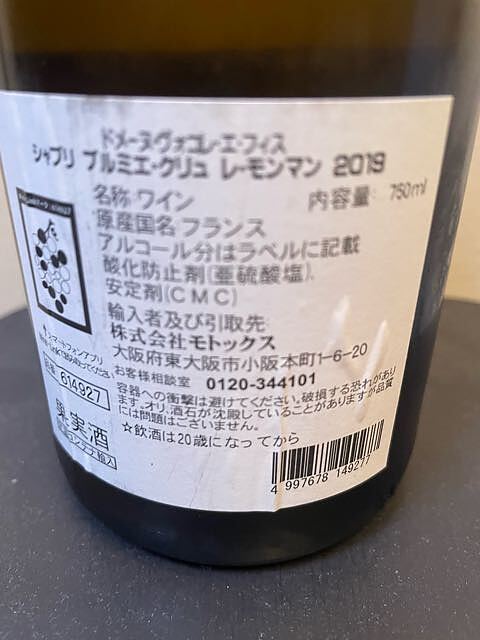 ドメーヌヴォコレ・エ・フィス
シャブリ プルミエ・クリュ レ・モンマン 2019
名称:ワイン 内容量: 750ml
原産国名:フランス
アルコール分はラベルに記載
酸化防止剤(亜硫酸塩)、
安定剤(CMC)
輸入者及び引取先:
株式会社モトックス
大阪府東大阪市小阪本町1-6-20
お客様相談室 0120-344101
容器への衝撃は避けてください。破損する恐れがあり
ます。オリ、酒石が沈殿していることがありますが品質
には問題はございません。
☆飲酒は20歳になってから
品番: 614927
果実酒
4 997678 149277